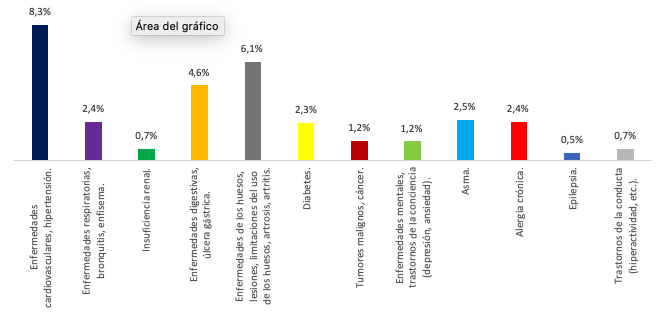 8,3%
Área del gráfico
6,1%
4,6%
2,4%
2,3%
2,5%
2,4%
1,2%
1,2%
0,7%
0,5%
0,7%
Enfermedades
cardiovasculares, hipertensión.
Enfermedades respiratorias,
bronquitis, enfisema.
Insuficiencia renal.
Enfermedades digestivas,
úlcera gástrica.
Enfermedades de los huesos,
lesiones, limitaciones del uso
de los huesos, artrosis, artritis.
Diabetes.
Tumores malignos, cáncer.
Enfermedades mentales,
trastornos de la conciencia
(depresión, ansiedad).
Asma.
Alergia crónica.
Epilepsia.
Trastornos de la conducta
(hiperactividad, etc.).